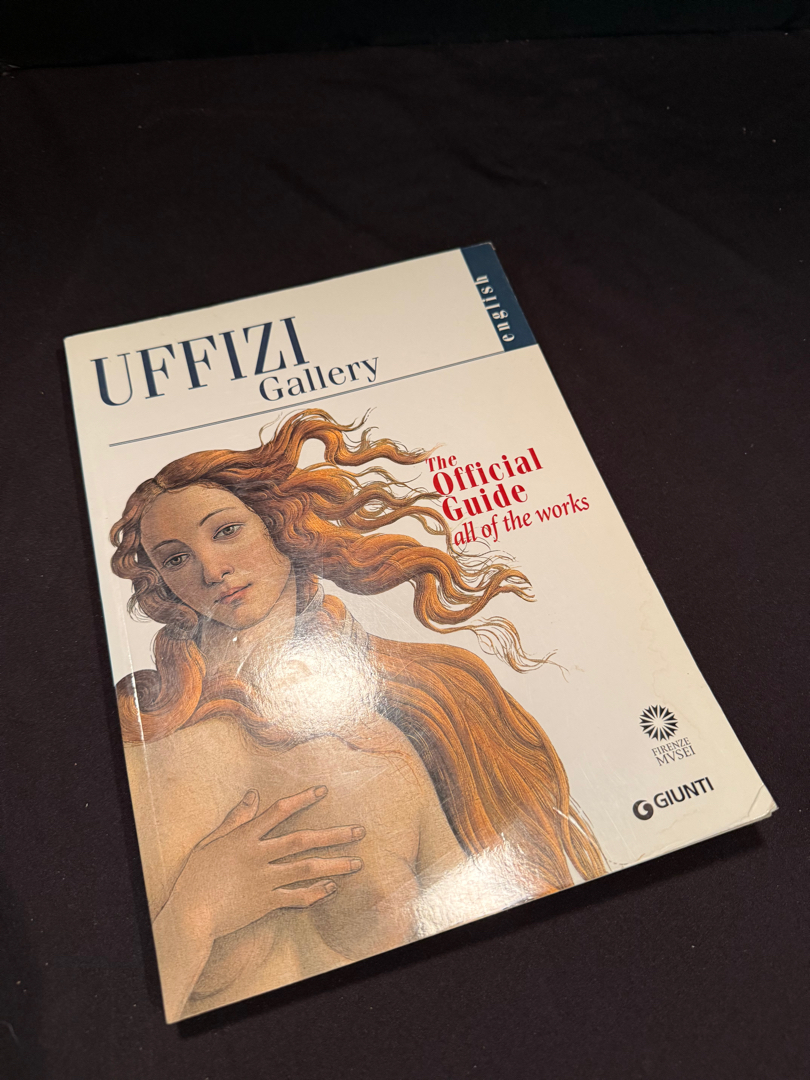 english
UFFIZI
Gallery
The
Official
Guide
all of the works
FIRENZE
MVSEI
GIUNTI